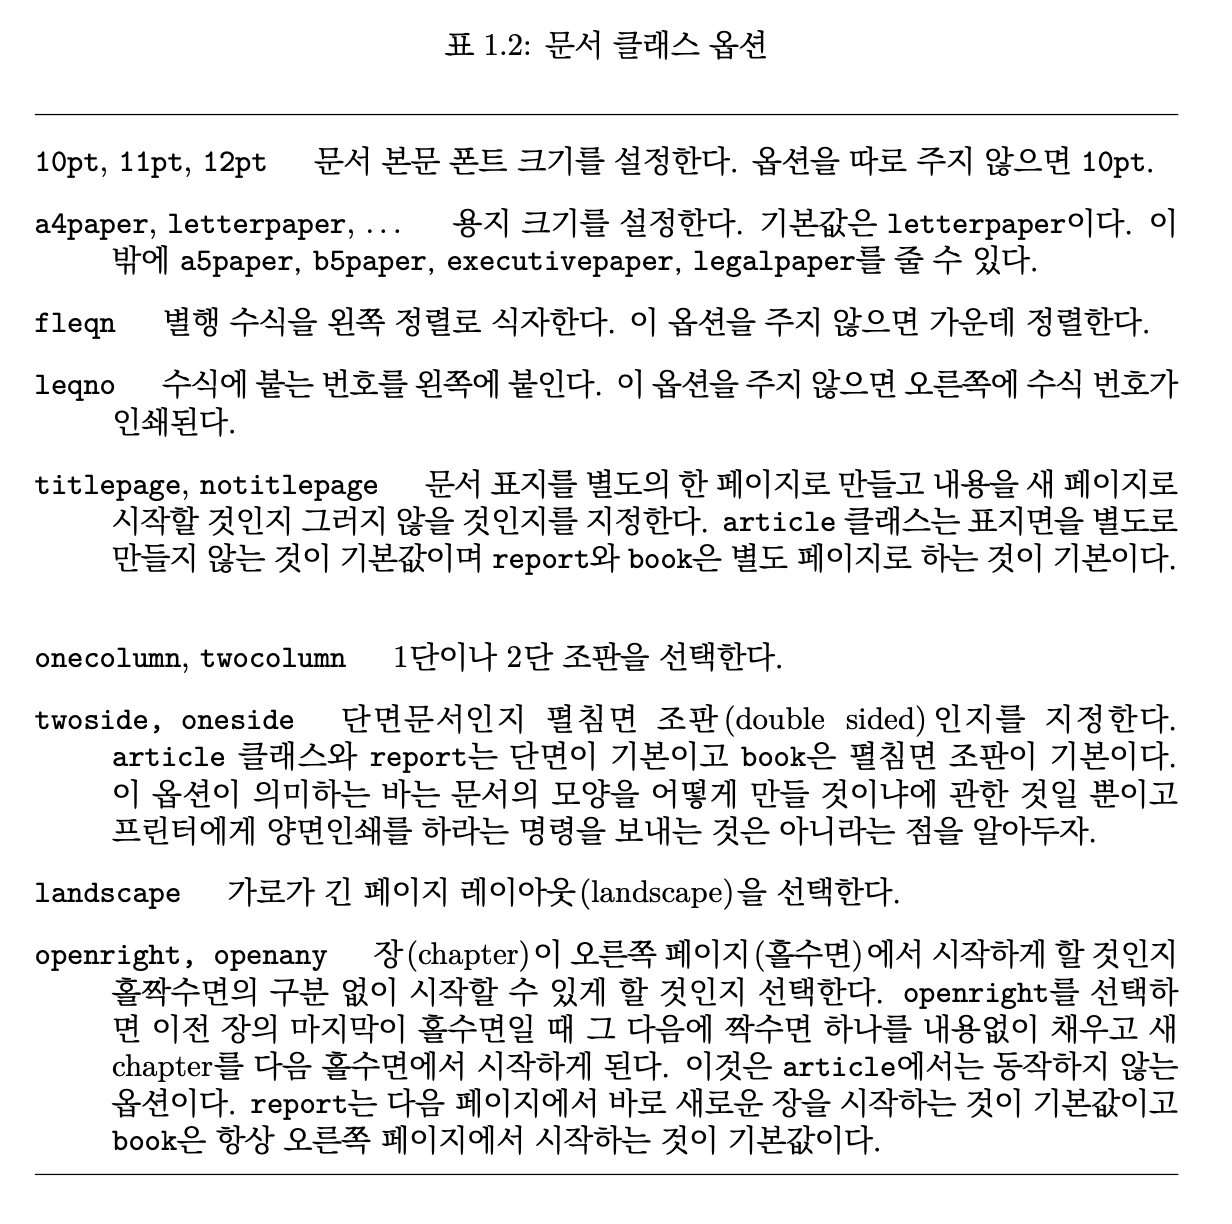 표 1.2: 문서 클래스 옵션
10pt, 11pt, 12pt 문서 본문 폰트 크기를 설정한다. 옵션을 따로 주지 않으면 10pt.
a4paper, letterpaper, ... 용지 크기를 설정한다. 기본값은 letterpaper이다. 이
밖에 a5paper, b5paper, executivepaper, legalpaper를 줄 수 있다.
fleqn 별행 수식을 왼쪽 정렬로 식자한다. 이 옵션을 주지 않으면 가운데 정렬한다.
leqno 수식에 붙는 번호를 왼쪽에 붙인다. 이 옵션을 주지 않으면 오른쪽에 수식 번호가
인쇄된다.
titlepage, notitlepage 문서 표지를 별도의 한 페이지로 만들고 내용을 새 페이지로
시작할 것인지 그러지 않을 것인지를 지정한다. article 클래스는 표지면을 별도로
만들지 않는 것이 기본값이며 report와 book은 별도 페이지로 하는 것이 기본이다.
onecolumn, twocolumn 1단이나 2단 조판을 선택한다.
twoside, oneside 단면문서인지 펼침면 조판(double sided)인지를 지정한다.
article 클래스와 report는 단면이 기본이고 book은 펼침면 조판이 기본이다.
이 옵션이 의미하는 바는 문서의 모양을 어떻게 만들 것이냐에 관한 것일 뿐이고
프린터에게 양면인쇄를 하라는 명령을 보내는 것은 아니라는 점을 알아두자.
landscape 가로가 긴 페이지 레이아웃(landscape)을 선택한다.
openright, openany 장(chapter)이 오른쪽 페이지(홀수면)에서 시작하게 할 것인지
홀짝수면의 구분 없이 시작할 수 있게 할 것인지 선택한다. openright를 선택하
면 이전 장의 마지막이 홀수면일 때 그 다음에 짝수면 하나를 내용없이 채우고 새
chapter를 다음 홀수면에서 시작하게 된다. 이것은 article에서는 동작하지 않는
옵션이다. report는 다음 페이지에서 바로 새로운 장을 시작하는 것이 기본값이고
book은 항상 오른쪽 페이지에서 시작하는 것이 기본값이다.